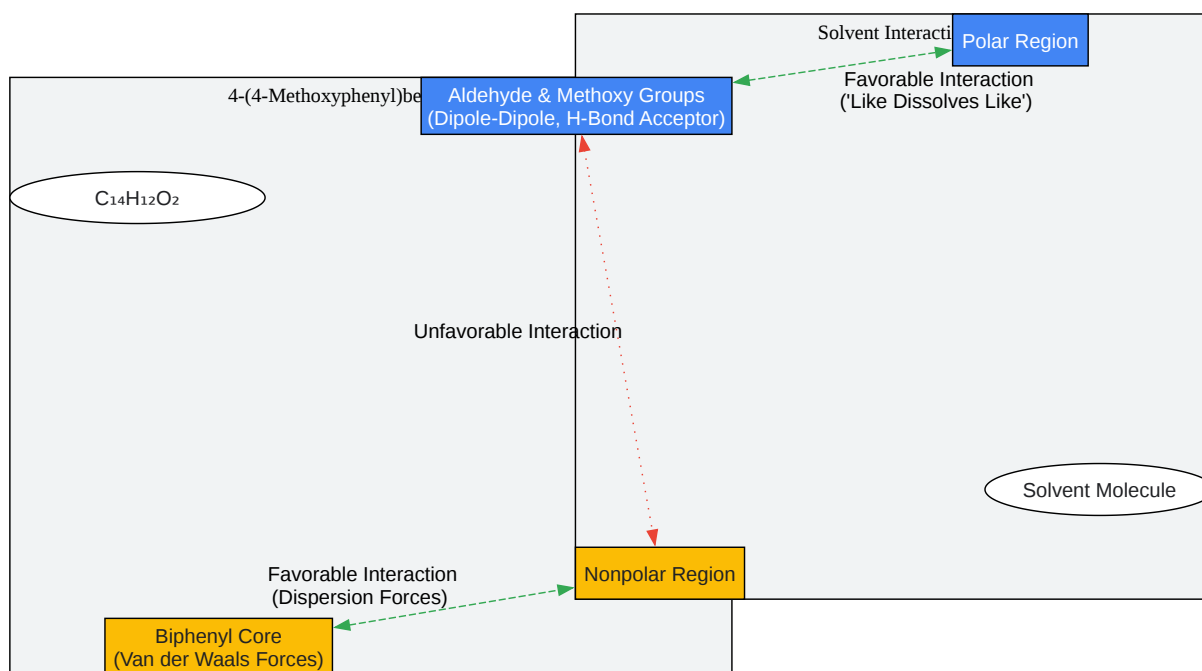 Solvent Interacti
Polar Region
Favorable Interaction
('Like Dissolves Like')
4-(4-Methoxyphenyl)be
Aldehyde & Methoxy Groups
(Dipole-Dipole, H-Bond Acceptor)
C₁₄H₁₂O₂
Unfavorable Interaction
Solvent Molecule
Favorable Interaction
(Dispersion Forces)
Nonpolar Region
Biphenyl Core
(Van der Waals Forces)